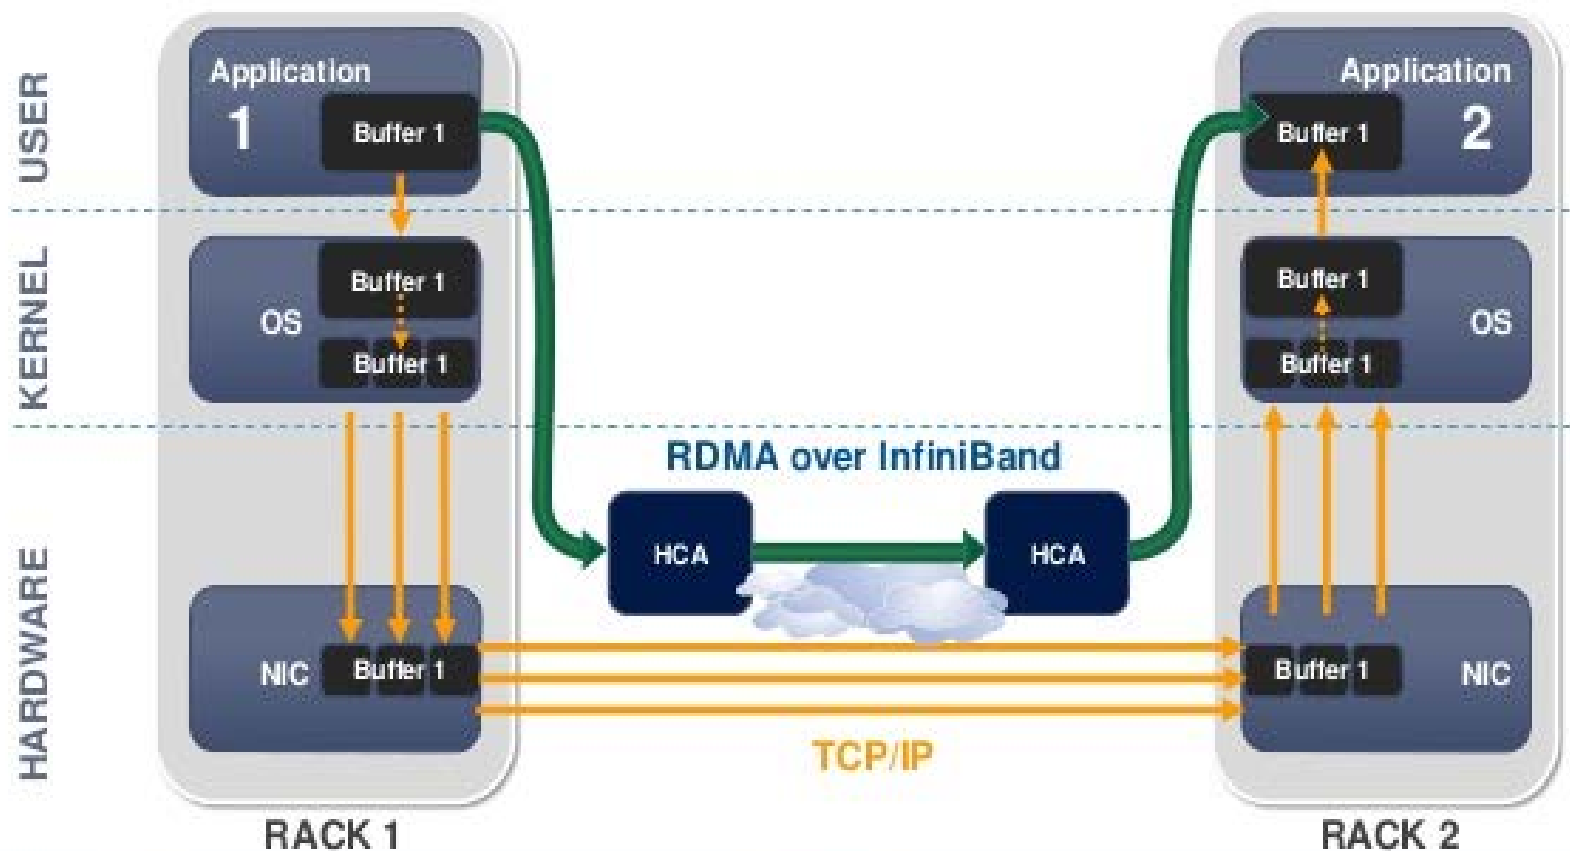 USER
KERNEL
HARDWARE
Application
1
Buffer 1
OS
Buffer 1
Buffer 1
NIC
Buffer 1
RACK 1
RDMA over InfiniBand
HCA
HCA
TCP/IP
Application
2
Buffer 1
Buffer 1
OS
Buffer 1
Buffer 1
NIC
RACK 2